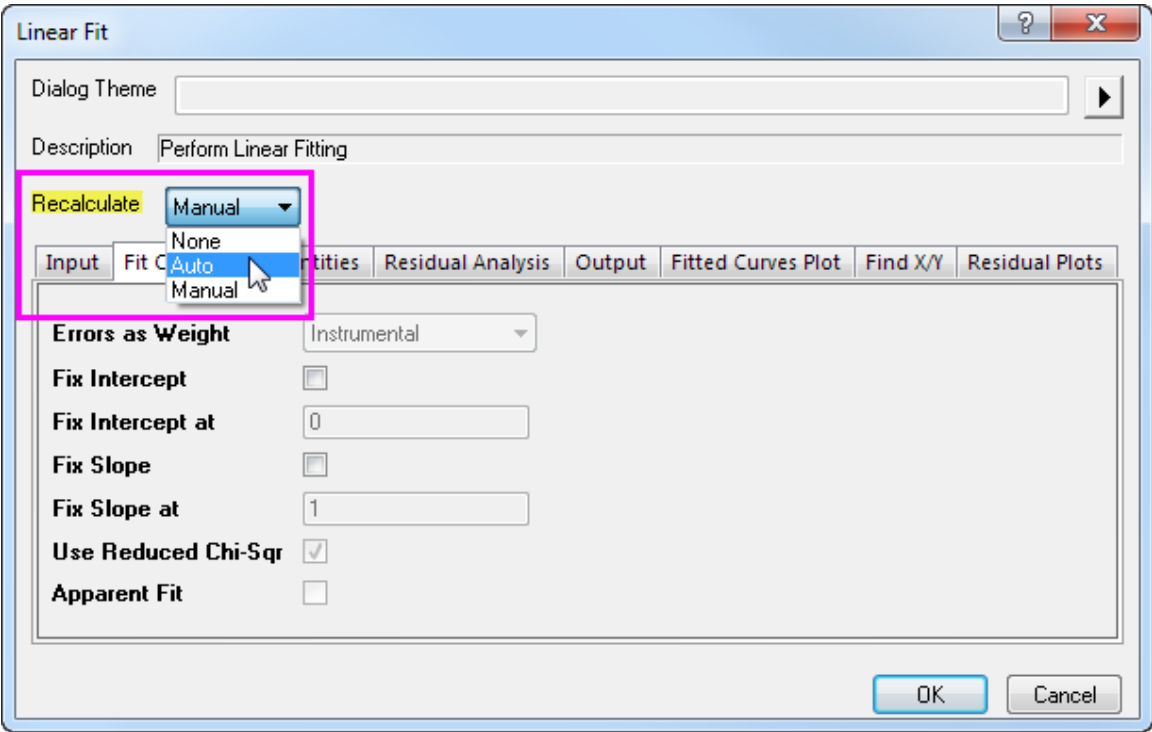 Linear Fit
Dialog Theme
Description Perform Linear Fitting
Recalculate Manual
None
Auto
Manual
Input Fit C ntities Residual Analysis Output Fitted Curves Plot Find X/Y Residual Plots
Errors as Weight Instrumental
Fix Intercept
Fix Intercept at 0
Fix Slope
Fix Slope at 1
Use Reduced Chi-Sqr
Apparent Fit
OK Cancel